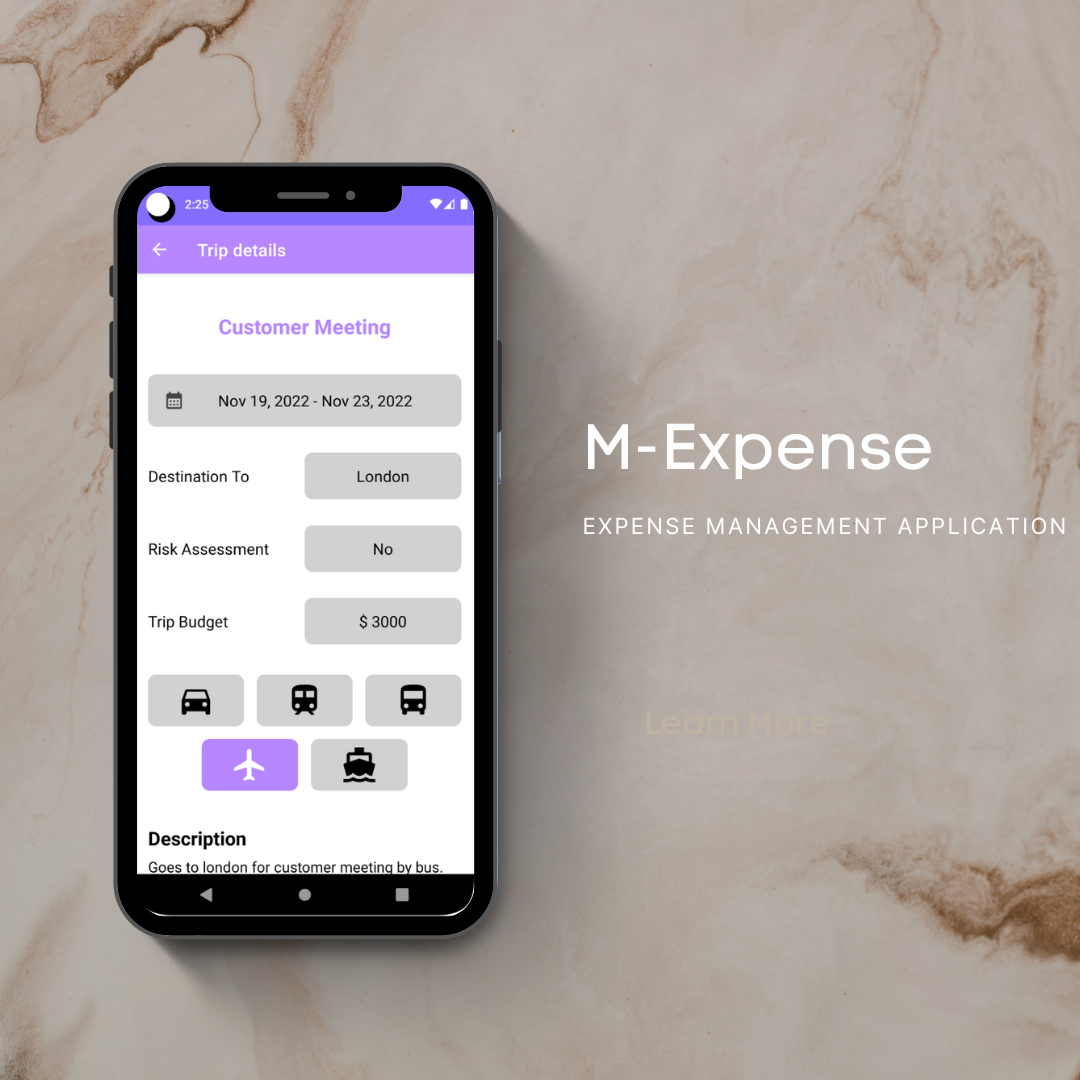 2:25
Trip details
Customer Meeting
Nov 19, 2022 - Nov 23, 2022
Destination To
London
Risk Assessment
No
Trip Budget
$ 3000
Description
Goes to london for customer meeting by bus.
M-Expense
EXPENSE MANAGEMENT APPLICATION
Learn More